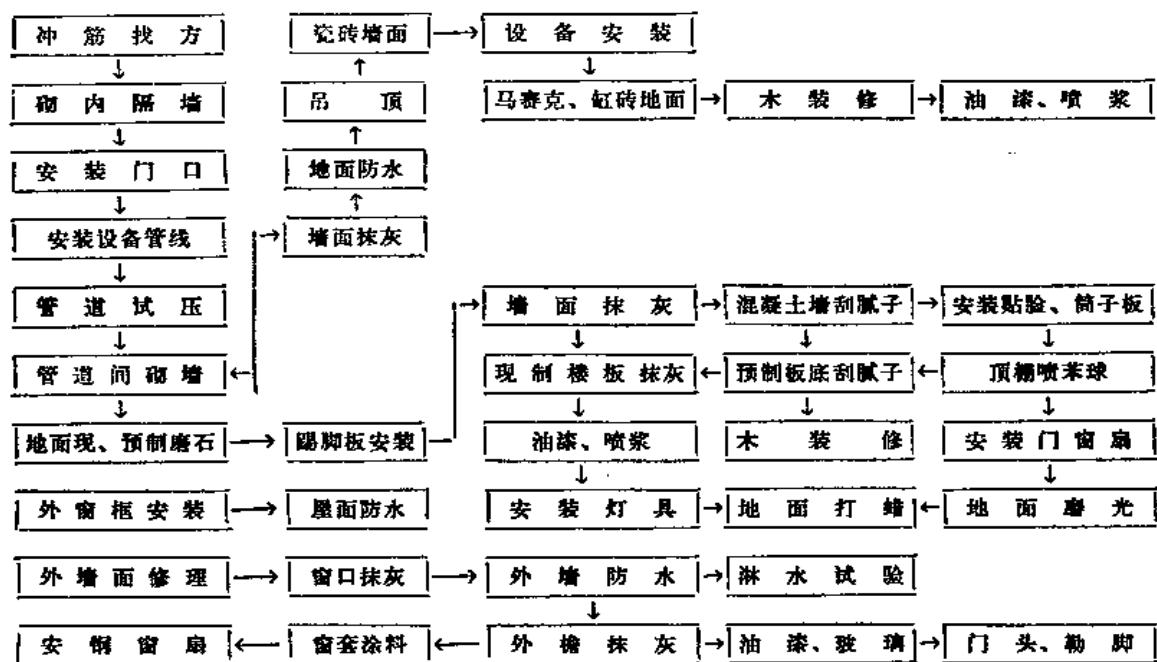 冲筋找方 瓷砖墙面 设备安装
砌内隔墙 吊顶 马赛克、缸砖地面 木装修 油漆、喷浆
安装门口 地面防水
安装设备管线 墙面抹灰
管道试压 墙面抹灰 混凝土墙刮腻子 安装贴脸、筒子板
管道间砌墙 现制楼板抹灰 预制板底刮腻子 顶棚喷苯球
地面现、预制磨石 踢脚板安装 油漆、喷浆 木装修 安装门窗扇
外窗框安装 屋面防水 安装灯具 地面打蜡 地面磨光
外墙面修理 窗口抹灰 外墙防水 淋水试验
安钢窗扇 窗套涂料 外檐抹灰 油漆、玻璃 门头、勒脚